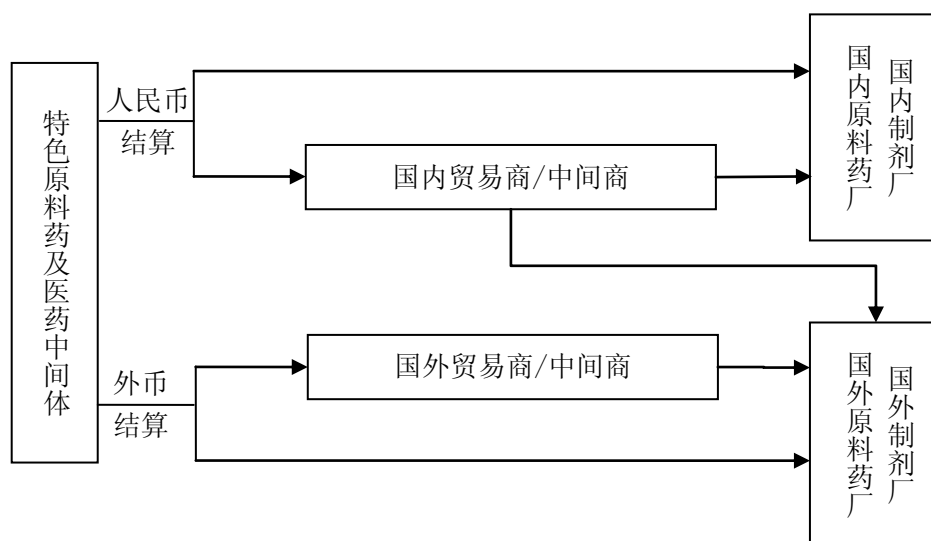 特色原料药及医药中间体
人民币
结算
国内贸易商/中间商
国内制剂厂
国内原料药厂
外币
结算
国外贸易商/中间商
国外制剂厂
国外原料药厂